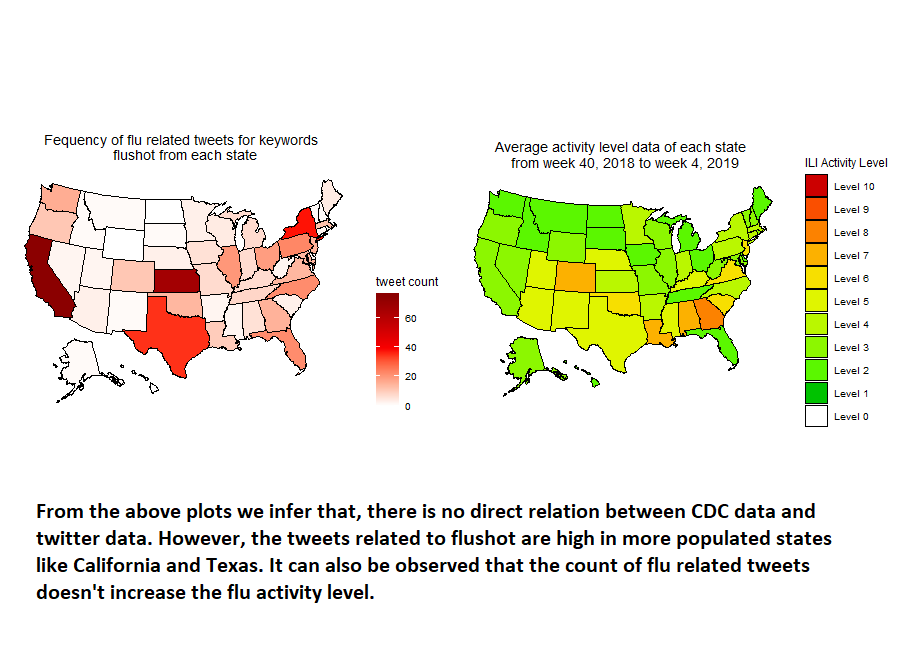 Fequency of flu related tweets for keywords
flushot from each state
tweet count
60
40
20
0
Average activity level data of each state
from week 40, 2018 to week 4, 2019
ILI Activity Level
Level 10
Level 9
Level 8
Level 7
Level 6
Level 5
Level 4
Level 3
Level 2
Level 1
Level 0
From the above plots we infer that, there is no direct relation between CDC data and
twitter data. However, the tweets related to flushot are high in more populated states
like California and Texas. It can also be observed that the count of flu related tweets
doesn't increase the flu activity level.